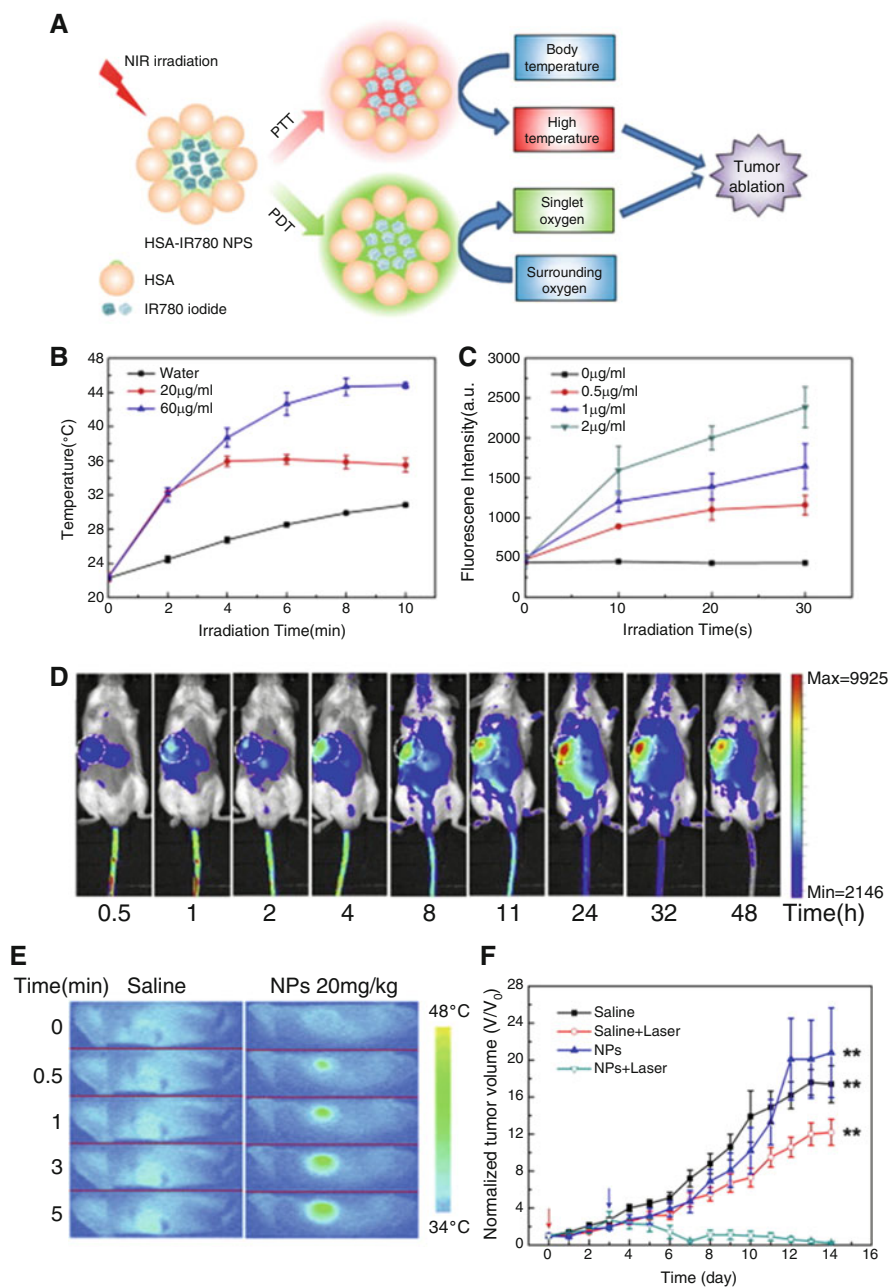 A
NIR irradiation
HSA-IR780 NPS
HSA
IR780 iodide
PTT
PDT
Body
temperature
High
temperature
Singlet
oxygen
Surrounding
oxygen
Tumor
ablation
B
Temperature(°C)
48
44
40
36
32
28
24
20
Water
20µg/ml
60µg/ml
0 2 4 6 8 10
Irradiation Time(min)
C
Fluorescene Intensity(a.u.
3000
2500
2000
1500
1000
500
0
0µg/ml
0.5µg/ml
1µg/ml
2µg/ml
0 10 20 30
Irradiation Time(s)
D
Max=9925
Min=2146
0.5 1 2 4 8 11 24 32 48 Time(h)
E
Time(min) Saline NPs 20mg/kg
0
0.5
1
3
5
48°C
34°C
F
Normalized tumor volume (V/V0)
28
24
20
16
12
8
4
0
Saline
Saline+Laser
NPs
NPs+Laser
**
**
**
0 2 4 6 8 10 12 14 16
Time (day)